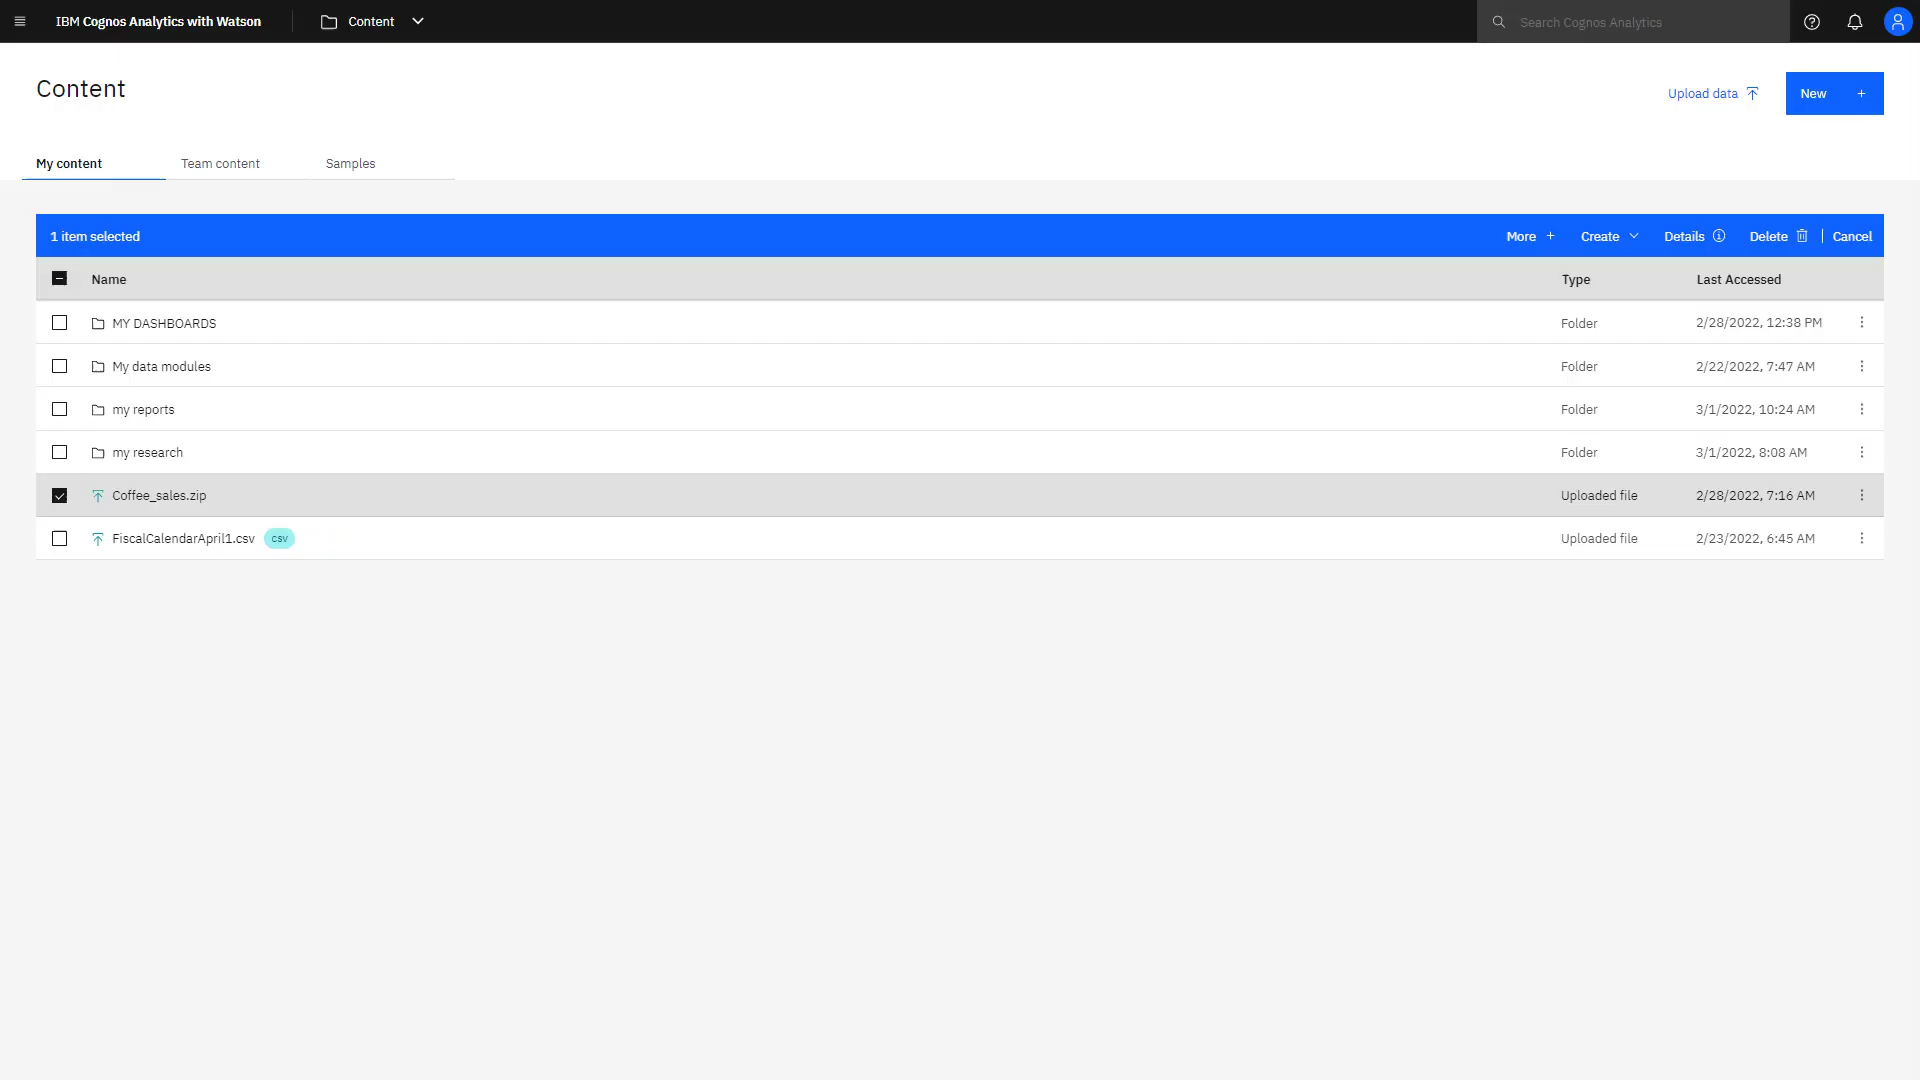 IBM Cognos Analytics with Watson
Content
Search Cognos Analytics
Content
Upload data
New +
My content
Team content
Samples
1 item selected
More +
Create
Details
Delete
Cancel
Name Type Last Accessed
MY DASHBOARDS Folder 2/28/2022, 12:38 PM
My data modules Folder 2/22/2022, 7:47 AM
my reports Folder 3/1/2022, 10:24 AM
my research Folder 3/1/2022, 8:08 AM
Coffee_sales.zip Uploaded file 2/28/2022, 7:16 AM
FiscalCalendarApril1.csv csv Uploaded file 2/23/2022, 6:45 AM